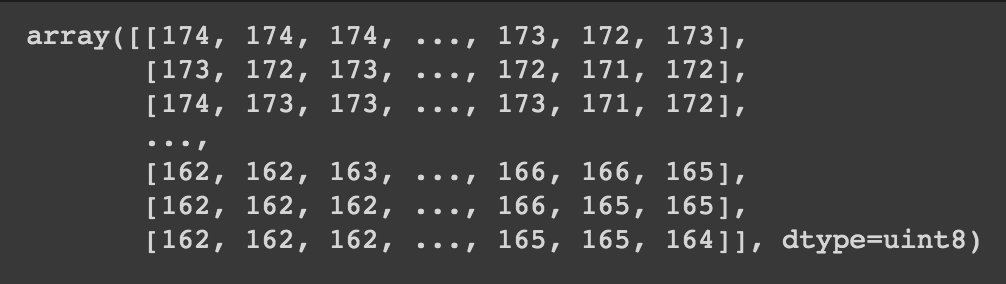 array([[174, 174, 174, ..., 173, 172, 173],
[173, 172, 173, ..., 172, 171, 172],
[174, 173, 173, ..., 173, 171, 172],
...,
[162, 162, 163, ..., 166, 166, 165],
[162, 162, 162, ..., 166, 165, 165],
[162, 162, 162, ..., 165, 165, 164]], dtype=uint8)